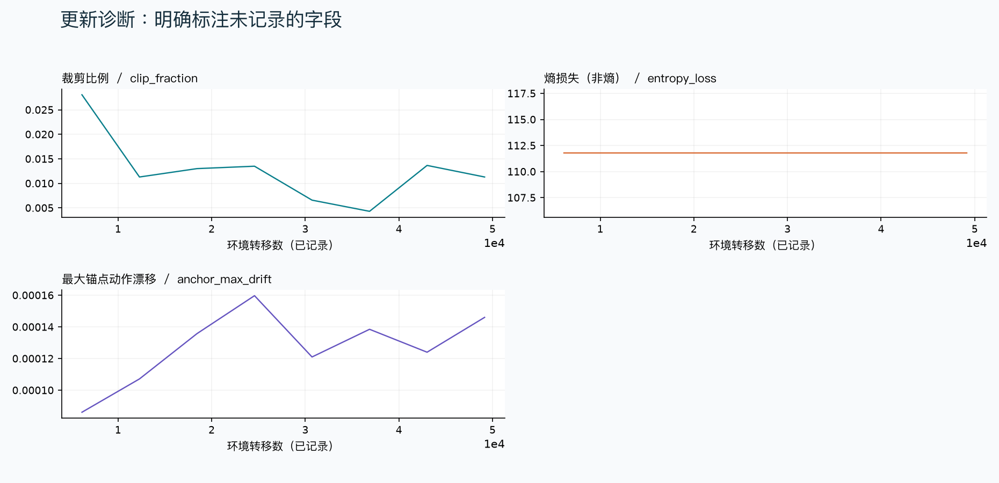 更新诊断：明确标注未记录的字段
裁剪比例 / clip_fraction
0.025
0.020
0.015
0.010
0.005
1 2 3 4 5
1e4
环境转移数（已记录）
熵损失（非熵） / entropy_loss
117.5
115.0
112.5
110.0
107.5
1 2 3 4 5
1e4
环境转移数（已记录）
最大锚点动作漂移 / anchor_max_drift
0.00016
0.00014
0.00012
0.00010
1 2 3 4 5
1e4
环境转移数（已记录）